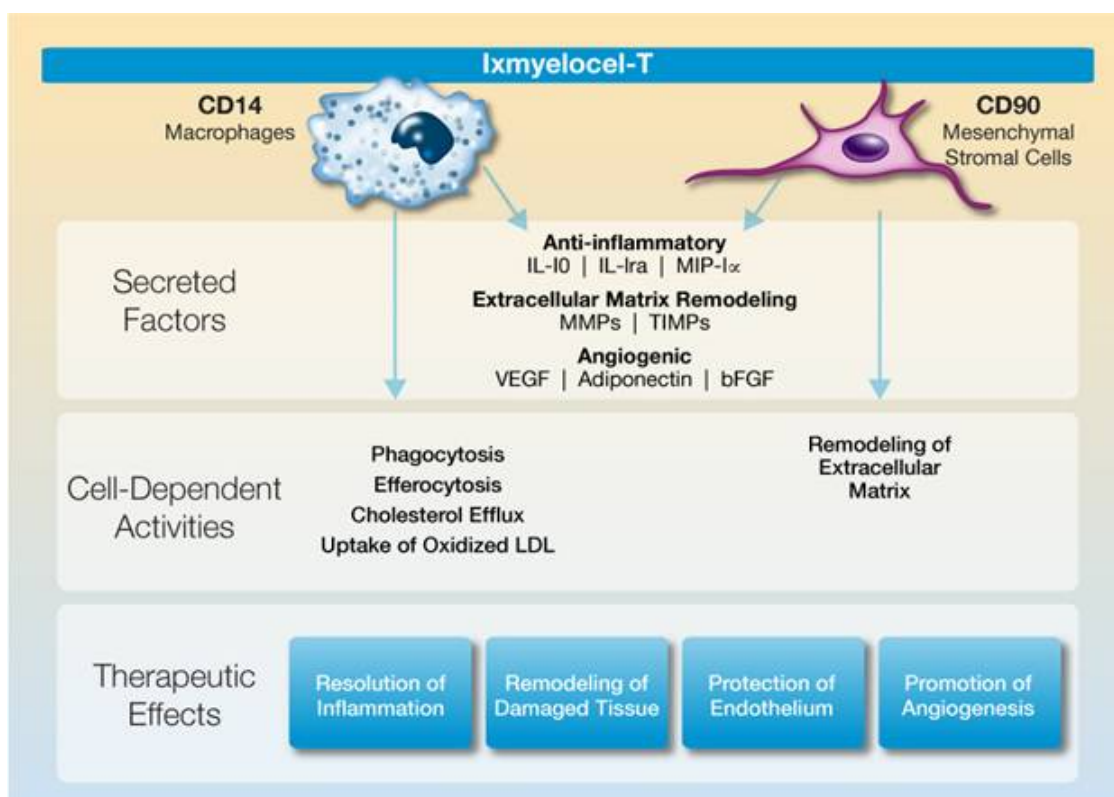 Ixmyelocel-T
CD14
Macrophages
CD90
Mesenchymal
Stromal Cells
Secreted
Factors
Anti-inflammatory
IL-I0 | IL-Ira | MIP-I∝
Extracellular Matrix Remodeling
MMPs | TIMPs
Angiogenic
VEGF | Adiponectin | bFGF
Cell-Dependent
Activities
Phagocytosis
Efferocytosis
Cholesterol Efflux
Uptake of Oxidized LDL
Remodeling of
Extracellular
Matrix
Therapeutic
Effects
Resolution of
Inflammation
Remodeling of
Damaged Tissue
Protection of
Endothelium
Promotion of
Angiogenesis